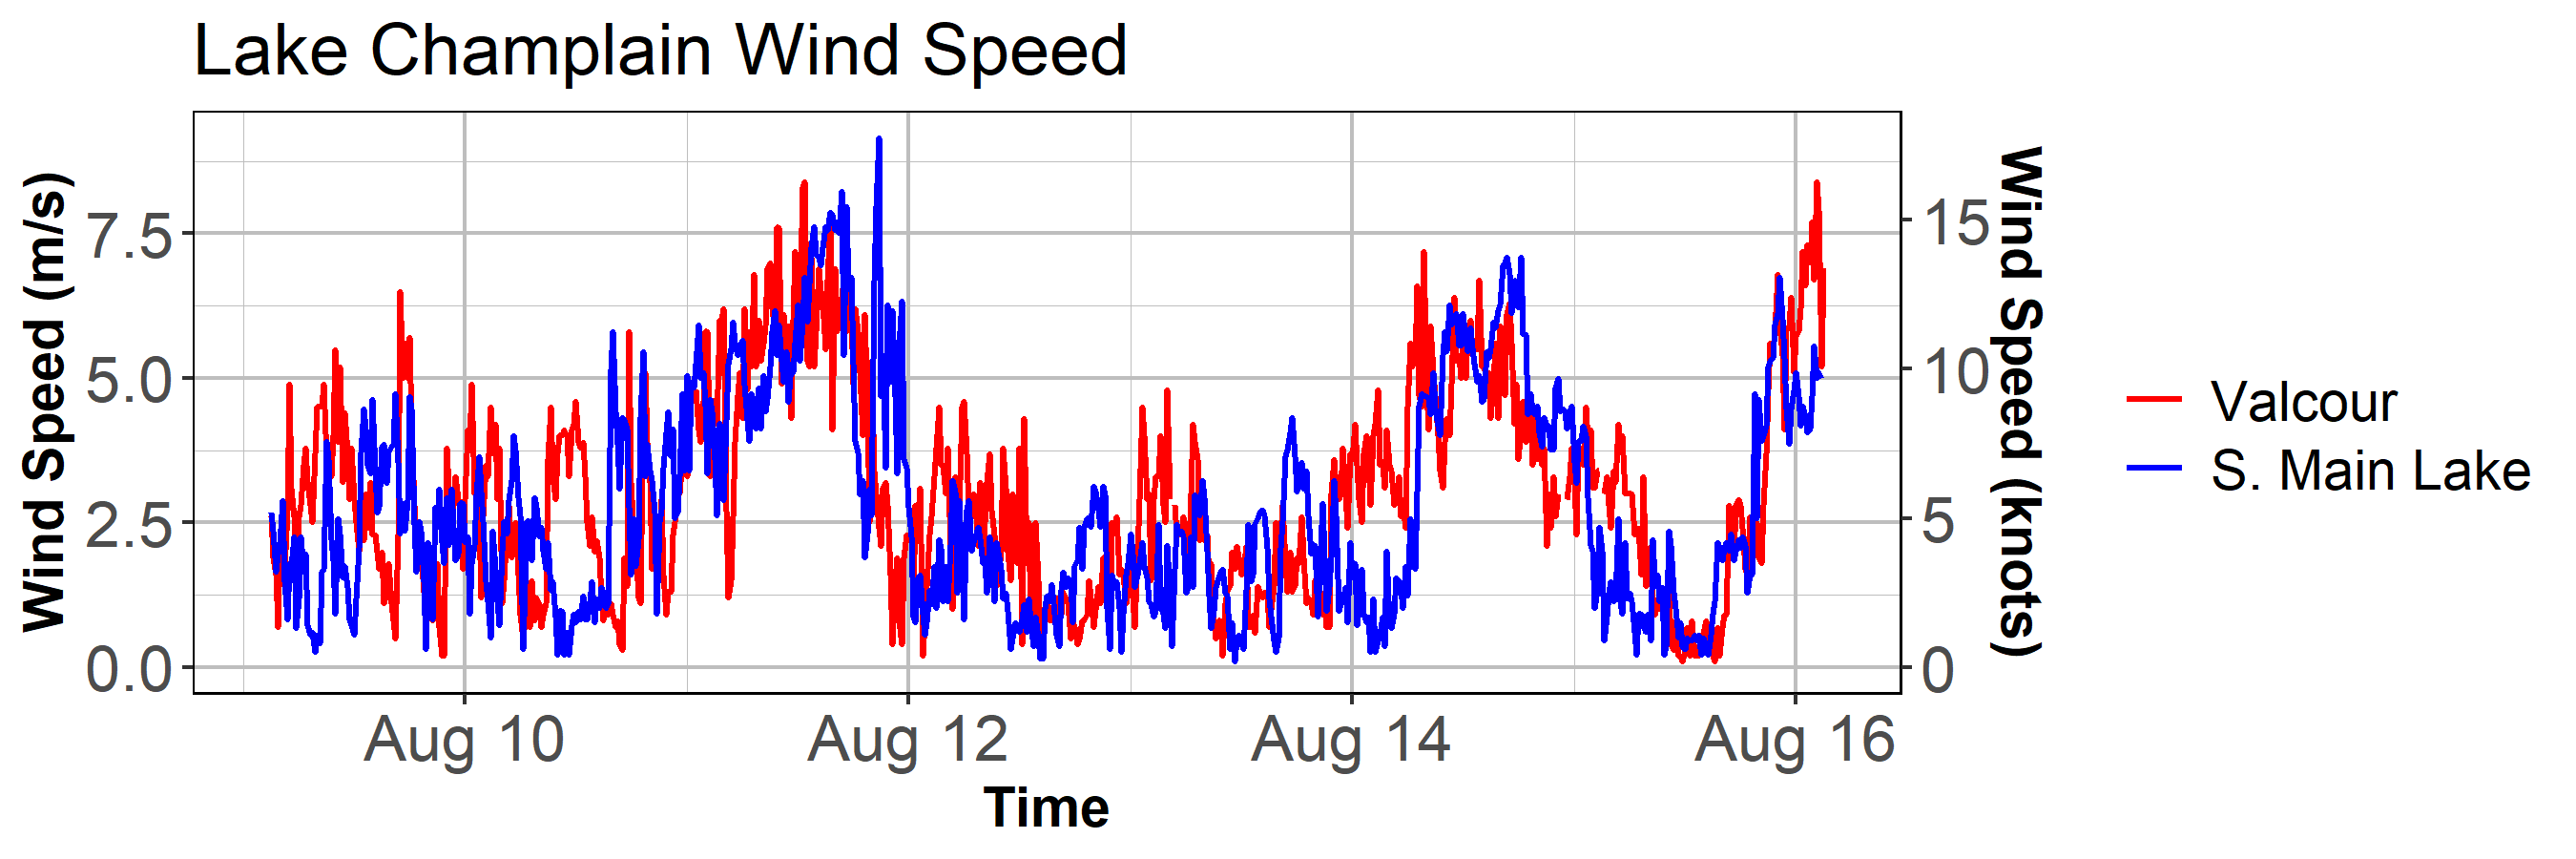 Lake Champlain Wind Speed
Wind Speed (m/s)
7.5
5.0
2.5
0.0
Wind Speed (knots)
15
10
5
0
Aug 10
Aug 12
Aug 14
Aug 16
Time
Valcour
S. Main Lake